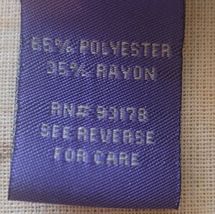 65% POLYESTER
35% RAYON
RN# 93178
SEE REVERSE
FOR CARE